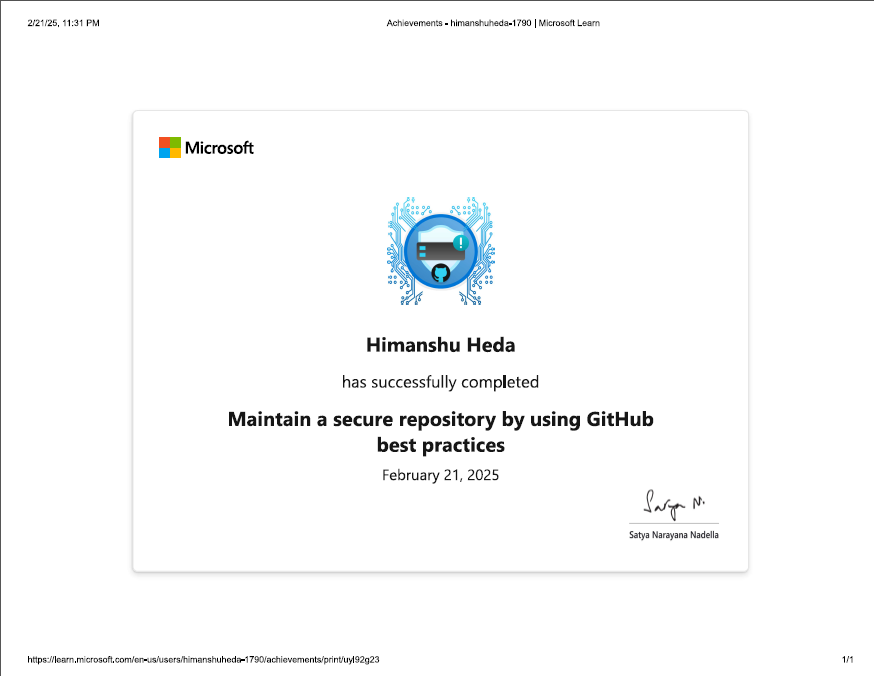 2/21/25, 11:31 PM
Achievements - himanshuheda-1790 | Microsoft Learn
Microsoft
Himanshu Heda
has successfully completed
Maintain a secure repository by using GitHub
best practices
February 21, 2025
Satya N.
Satya Narayana Nadella
https://learn.microsoft.com/en-us/users/himanshuheda-1790/achievements/print/uyl92g23
1/1